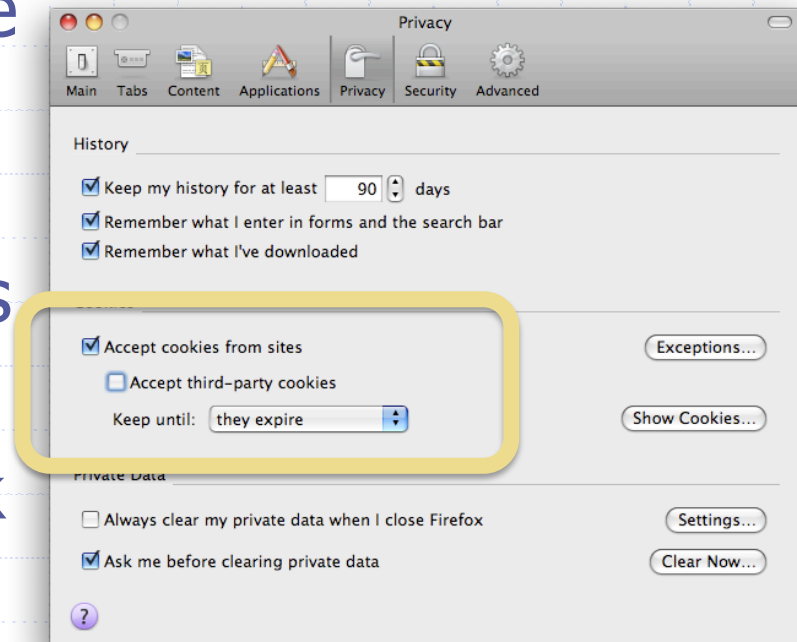 Privacy
Main Tabs Content Applications Privacy Security Advanced
History
Keep my history for at least 90 days
Remember what I enter in forms and the search bar
Remember what I've downloaded
Accept cookies from sites Exceptions...
Accept third-party cookies
Keep until: they expire Show Cookies...
Private Data
Always clear my private data when I close Firefox Settings...
Ask me before clearing private data Clear Now...
?